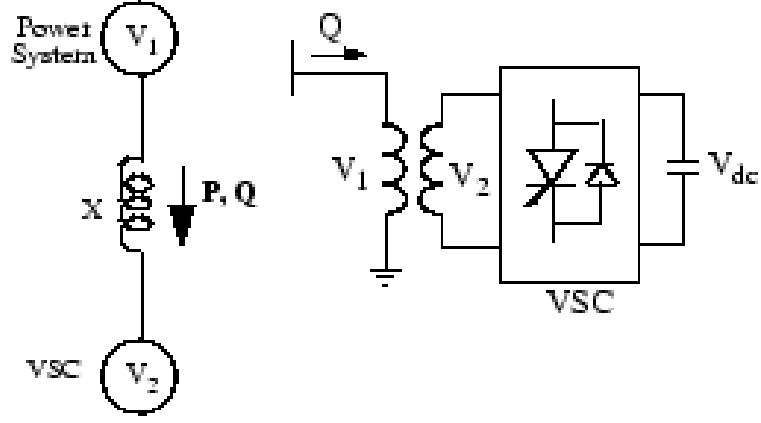 Power
System
V1
X
P, Q
VSC
V2
Q
V1
V2
Vdc
VSC